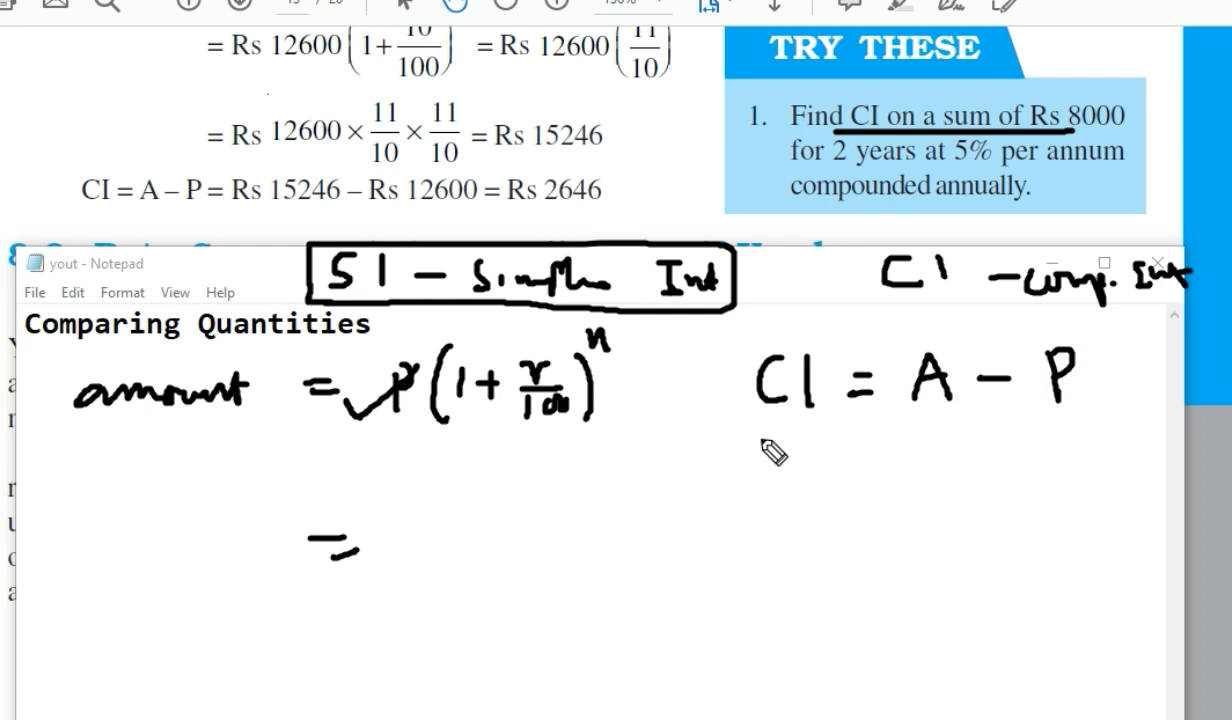 = Rs 12600 (1+ 10/100) = Rs 12600 (11/10)
= Rs 12600 × 11/10 × 11/10 = Rs 15246
CI = A – P = Rs 15246 – Rs 12600 = Rs 2646
TRY THESE
1. Find CI on a sum of Rs 8000
for 2 years at 5% per annum
compounded annually.
yout - Notepad
File Edit Format View Help
SI - Simple Int
CI - comp. Int
Comparing Quantities
amount = P(1 + r/100)^n
CI = A - P
=